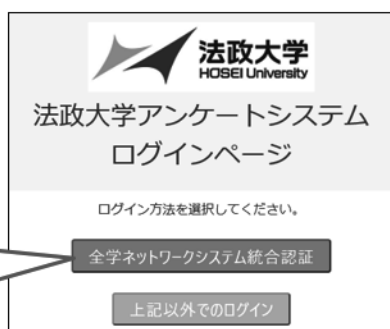 法政大学
HOSEI University
法政大学アンケートシステム
ログインページ
ログイン方法を選択してください。
全学ネットワークシステム統合認証
上記以外でのログイン